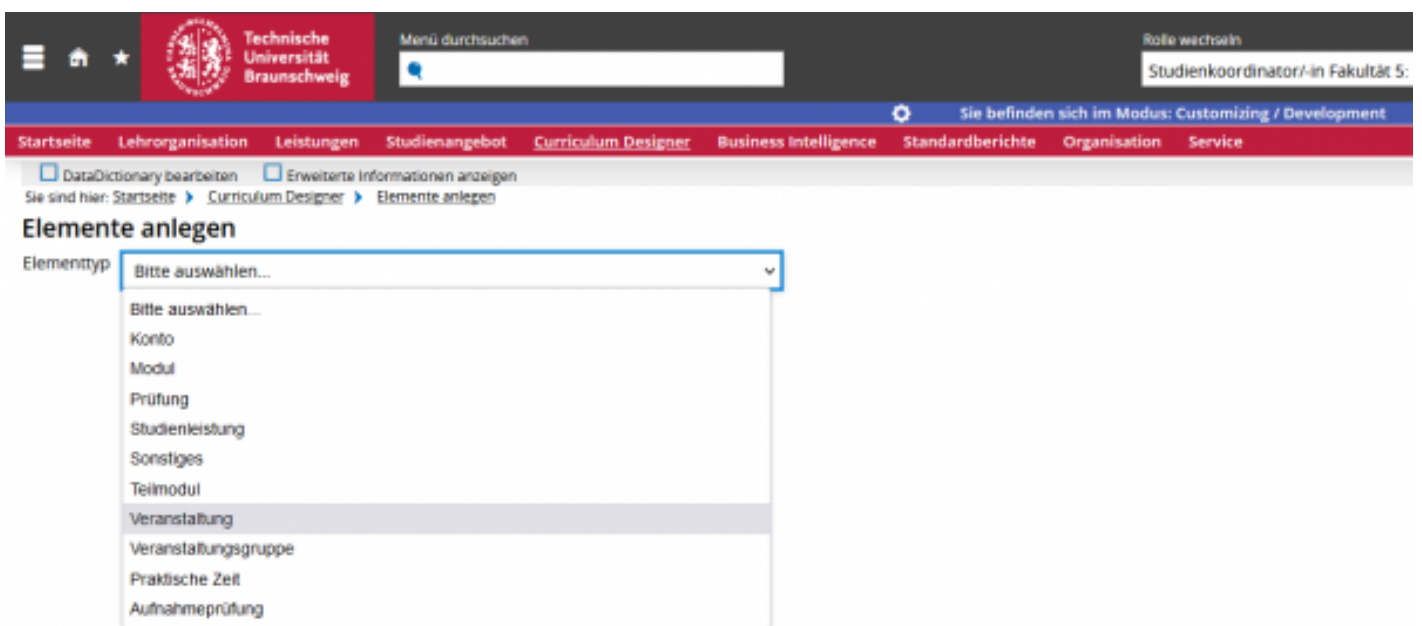 Technische
Universität
Braunschweig
Menü durchsuchen
Rolle wechseln
Studienkoordinator/-in Fakultät 5:
Sie befinden sich im Modus: Customizing / Development
Startseite Lehrorganisation Leistungen Studienangebot Curriculum Designer Business Intelligence Standardberichte Organisation Service
DataDictionary bearbeiten Erweiterte Informationen anzeigen
Sie sind hier: Startseite Curriculum Designer Elemente anlegen
Elemente anlegen
Elementtyp Bitte auswählen...
Bitte auswählen...
Konto
Modul
Prüfung
Studienleistung
Sonstiges
Teilmodul
Veranstaltung
Veranstaltungsgruppe
Praktische Zeit
Aufnahmeprüfung